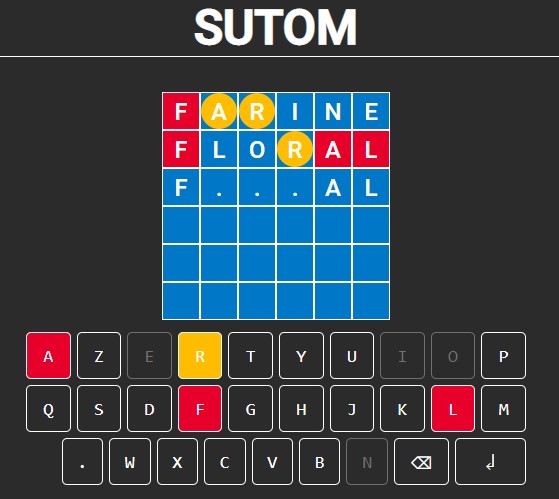 SUTOM
F A R I N E
F L O R A L
F . . . A L
A Z E R T Y U I O P
Q S D F G H J K L M
. W X C V B N ⌫ ↲